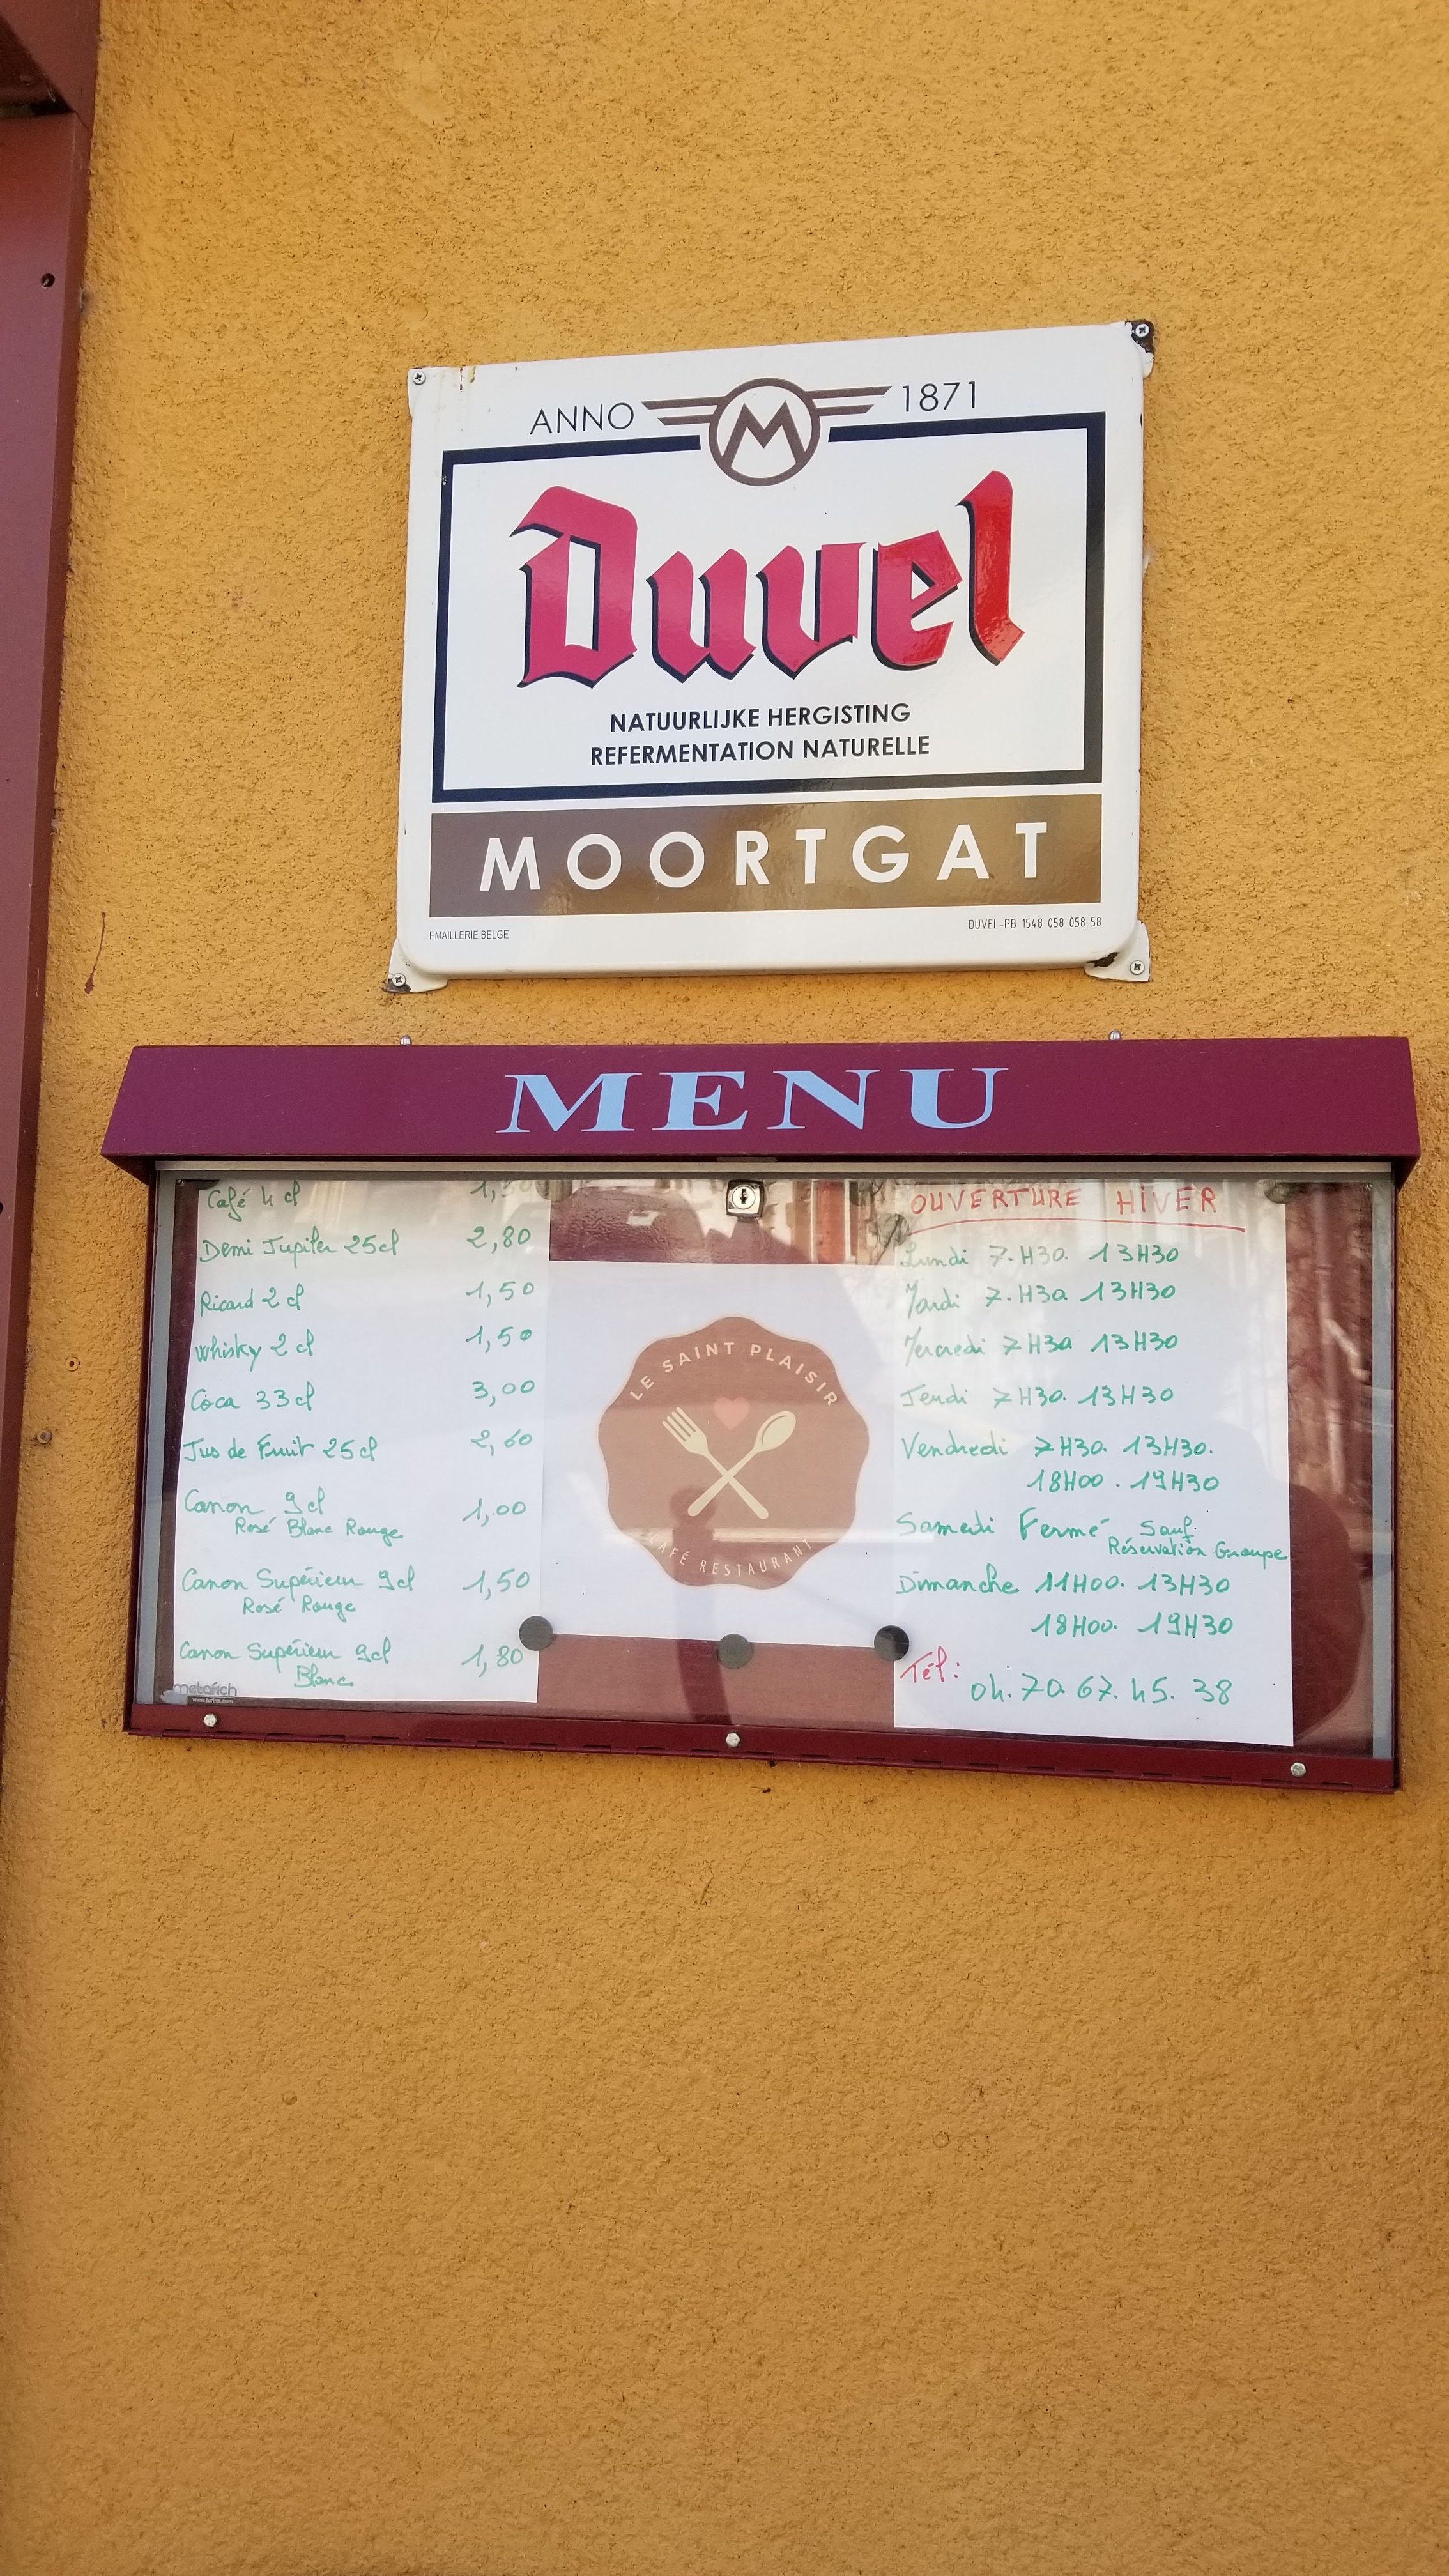 ANNO M 1871
Duvel
NATUURLIJKE HERGISTING
REFERMENTATION NATURELLE
MOORTGAT
EMAILLERIE BELGE
DUVEL-PB 1548 058 058 58
MENU
Café 4 cl 1,50
Demi Jupiler 25cl 2,80
Ricard 2 cl 1,50
Whisky 2 cl 1,50
Coca 33cl 3,00
Jus de Fruit 25cl 2,60
Canon 9cl 1,00
Rosé Blanc Rouge
Canon Supérieur 9cl 1,50
Rosé Rouge
Canon Supérieur 9cl 1,80
Blanc
metafich
LE SAINT PLAISIR
CAFÉ RESTAURANT
OUVERTURE HIVER
Lundi 7.H30. 13H30
Mardi 7.H30 13H30
Mercredi 7H30 13H30
Jeudi 7H30. 13H30
Vendredi 7H30. 13H30.
18H00. 19H30
Samedi Fermé Sauf
Réservation Groupe
Dimanche 11H00. 13H30
18H00. 19H30
Tél:
04.70.67.45.38